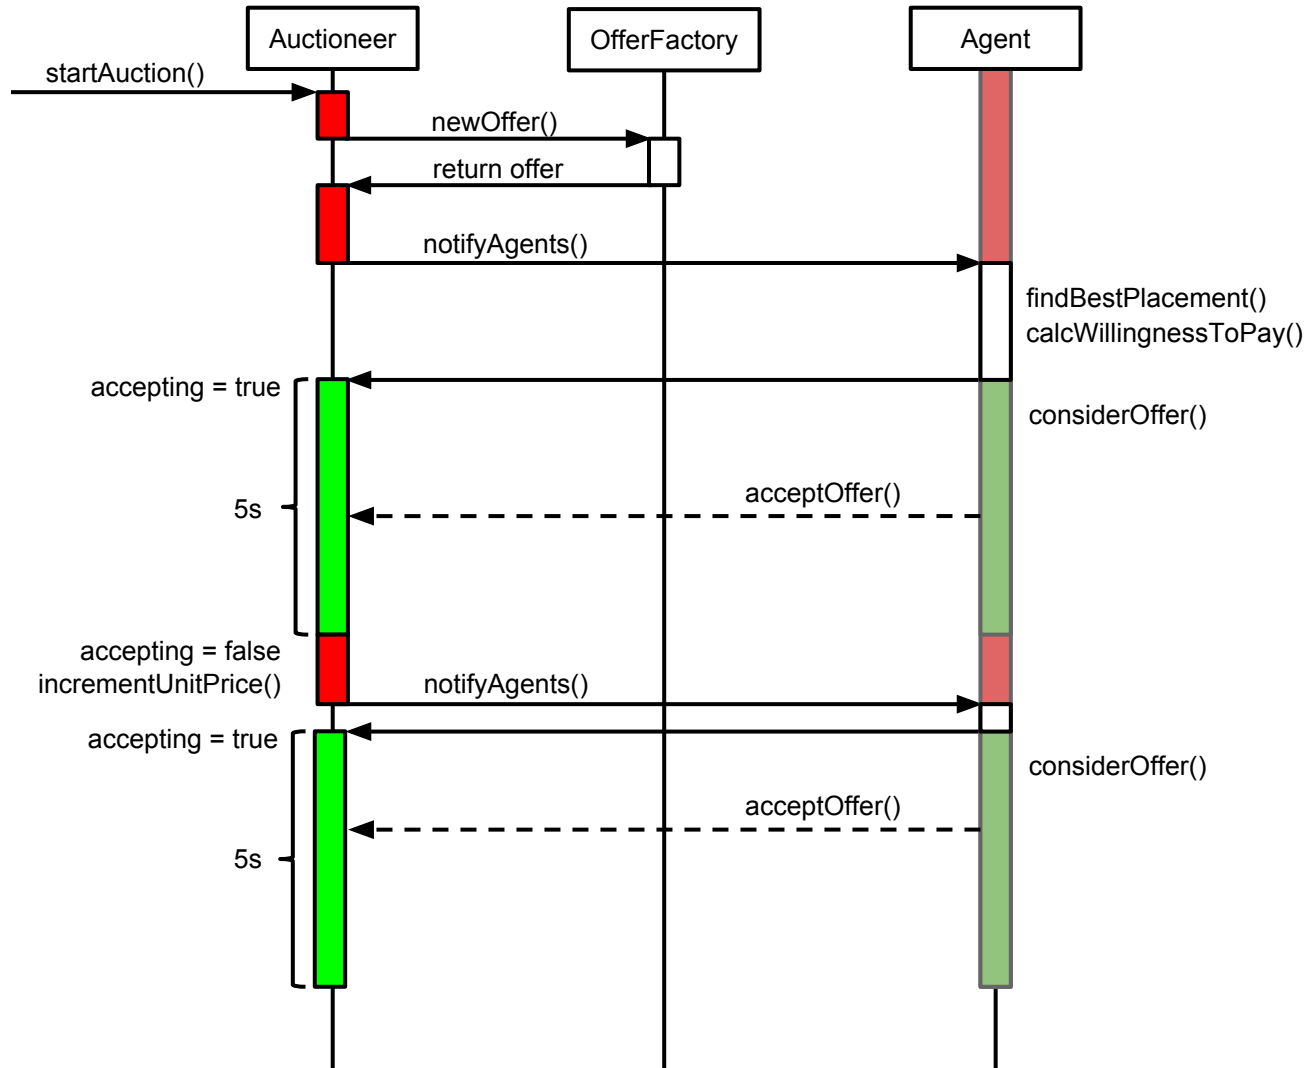 Auctioneer
OfferFactory
Agent
startAuction()
newOffer()
return offer
notifyAgents()
findBestPlacement()
calcWillingnessToPay()
accepting = true
considerOffer()
acceptOffer()
5s
accepting = false
incrementUnitPrice()
notifyAgents()
accepting = true
considerOffer()
acceptOffer()
5s